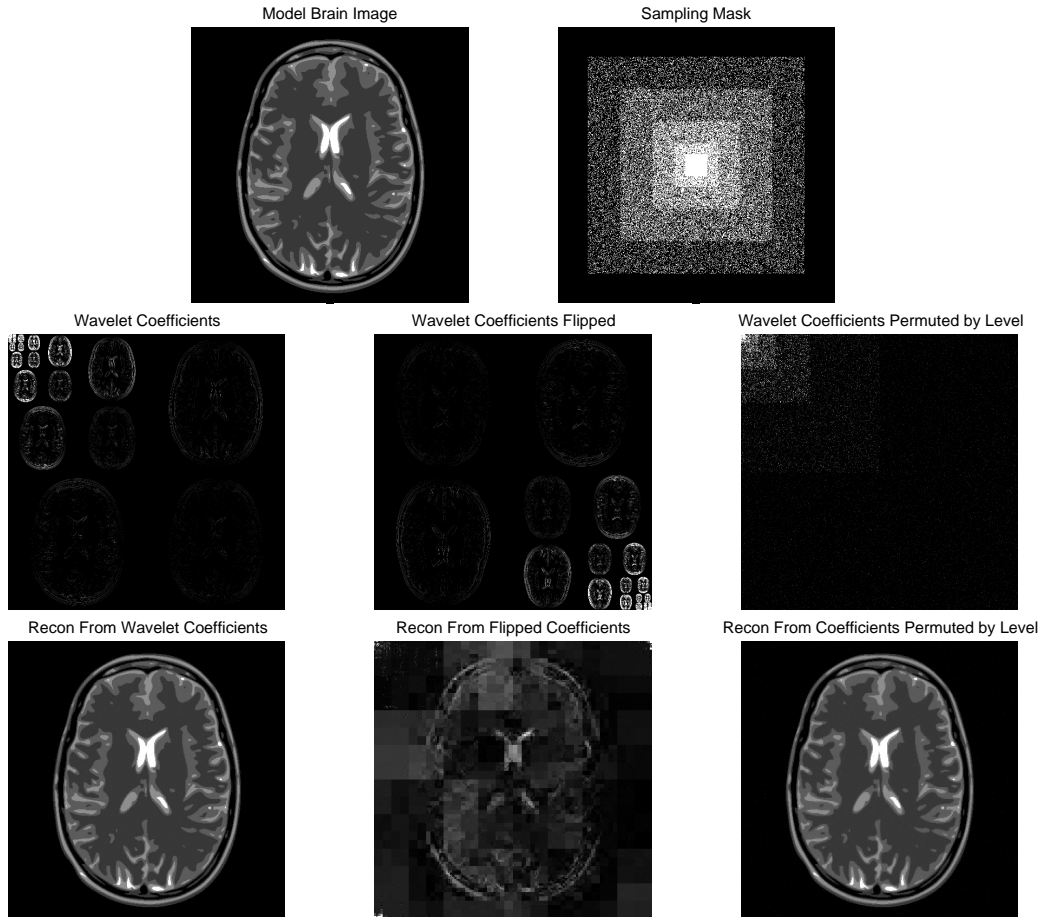 Model Brain Image
Sampling Mask
Wavelet Coefficients
Wavelet Coefficients Flipped
Wavelet Coefficients Permuted by Level
Recon From Wavelet Coefficients
Recon From Flipped Coefficients
Recon From Coefficients Permuted by Level